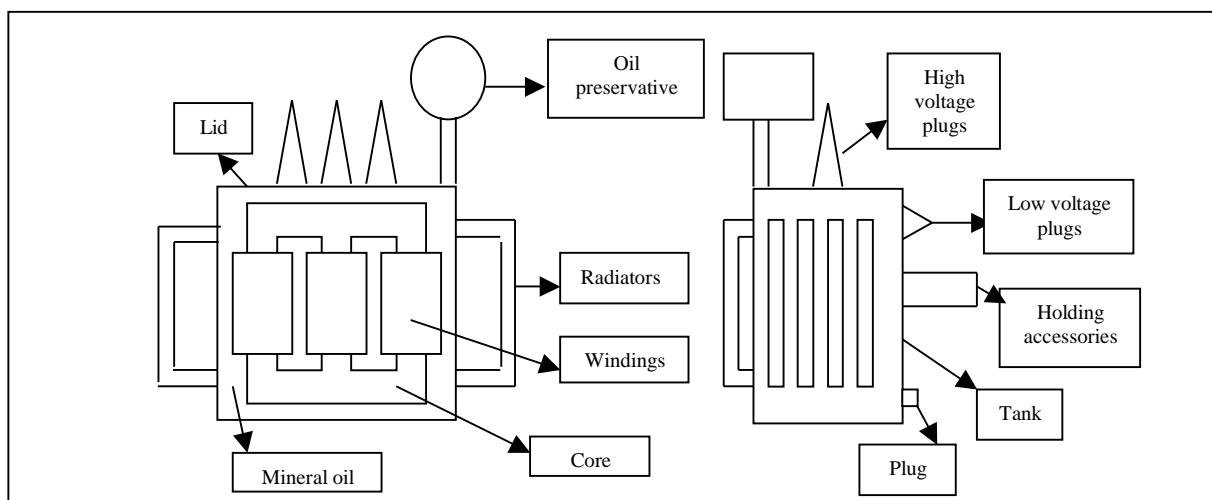 Oil
preservative
High
voltage
plugs
Lid
Low voltage
plugs
Radiators
Holding
accessories
Windings
Tank
Core
Plug
Mineral oil